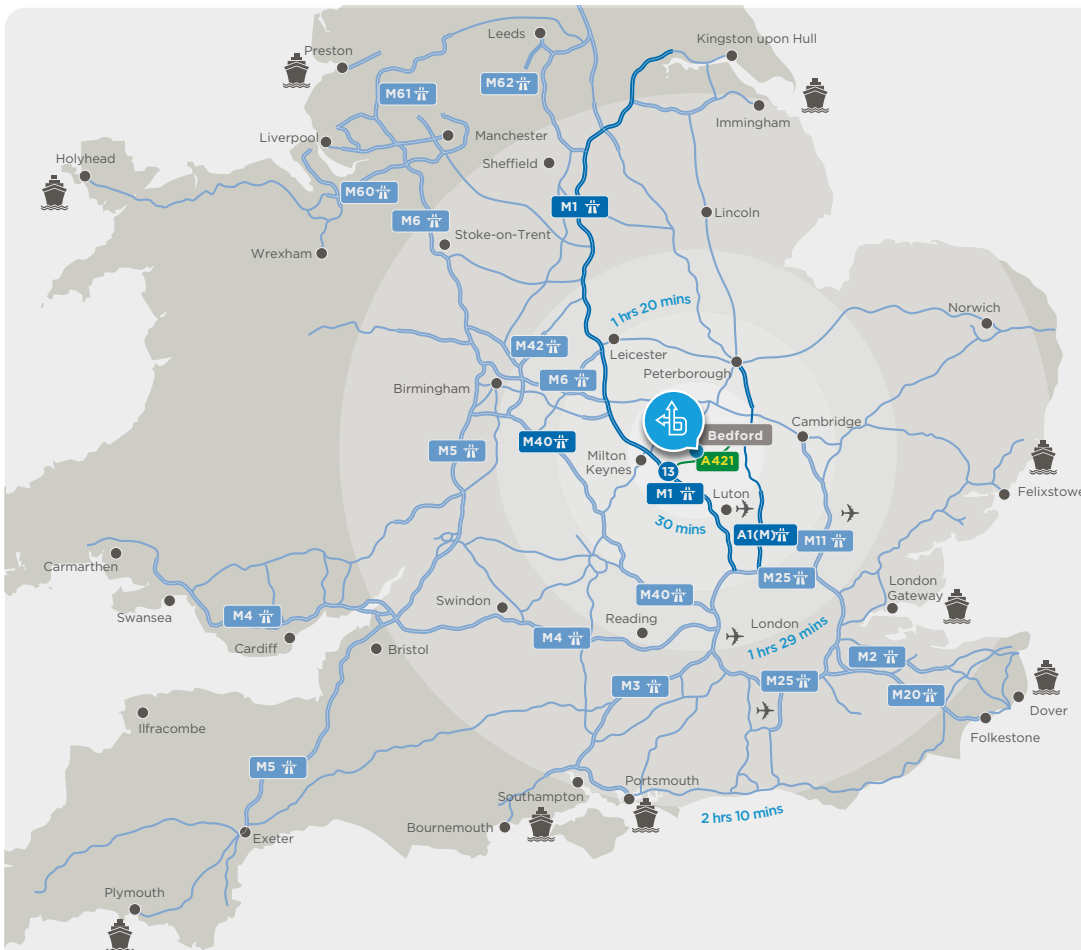 Leeds
Kingston upon Hull
Preston
M62
M61
Immingham
Liverpool
Manchester
Holyhead
Sheffield
M60
M1
Lincoln
M6
Stoke-on-Trent
Wrexham
1 hrs 20 mins
Norwich
M42
Leicester
Peterborough
M6
Birmingham
Cambridge
Bedford
M40
M5
Milton
Keynes
A421
13
M1
Luton
Felixstowe
30 mins
A1(M)
M11
Carmarthen
M25
London
Gateway
M40
Swindon
Swansea
M4
Reading
London
M4
1 hrs 29 mins
Cardiff
Bristol
M2
M25
M3
M20
Dover
Ilfracombe
Folkestone
M5
Portsmouth
Southampton
2 hrs 10 mins
Bournemouth
Exeter
Plymouth